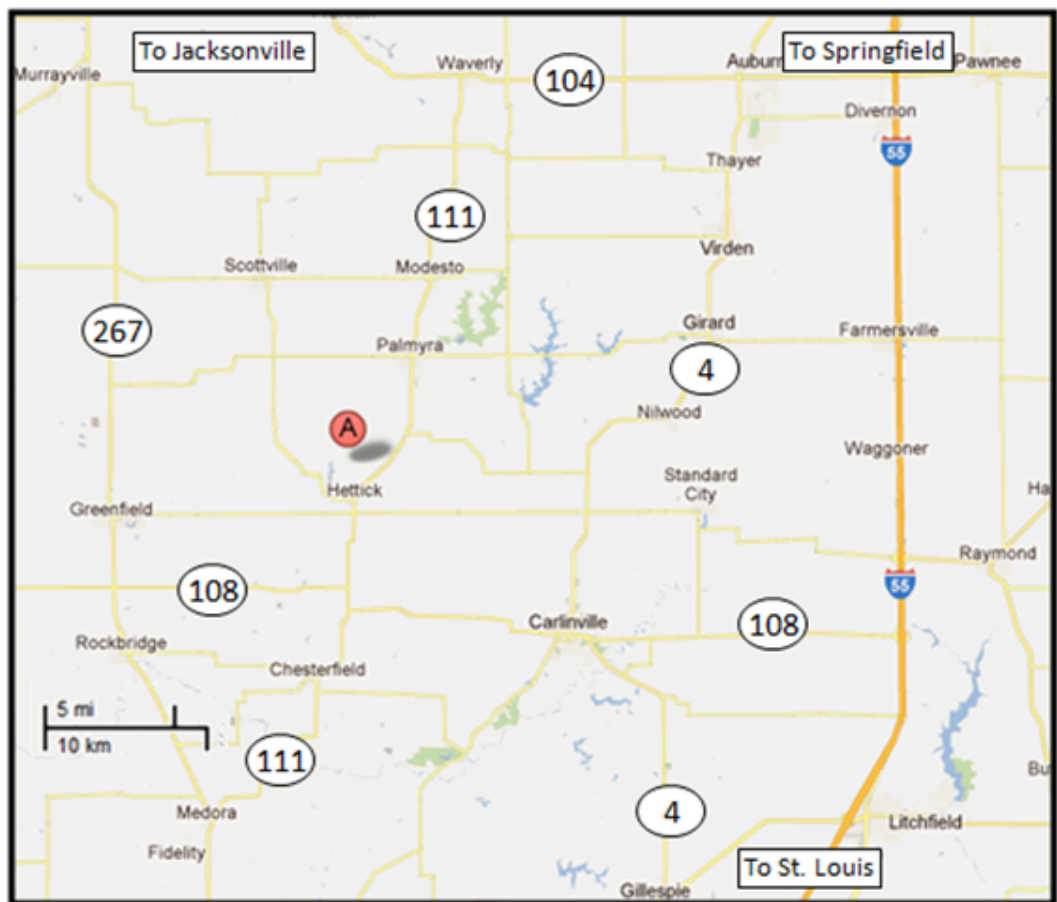 To Jacksonville
To Springfield
Waverly
Auburn
Pawnee
Murrayville
104
Divernon
55
Thayer
111
Virden
Scottville
Modesto
267
Girard
Farmersville
Palmyra
4
Nilwood
A
Waggoner
Standard
City
Hettick
Greenfield
Ha
Raymond
108
55
Carlinville
108
Rockbridge
Chesterfield
5 mi
10 km
111
Bu
Medora
4
Litchfield
Fidelity
To St. Louis
Gillespie